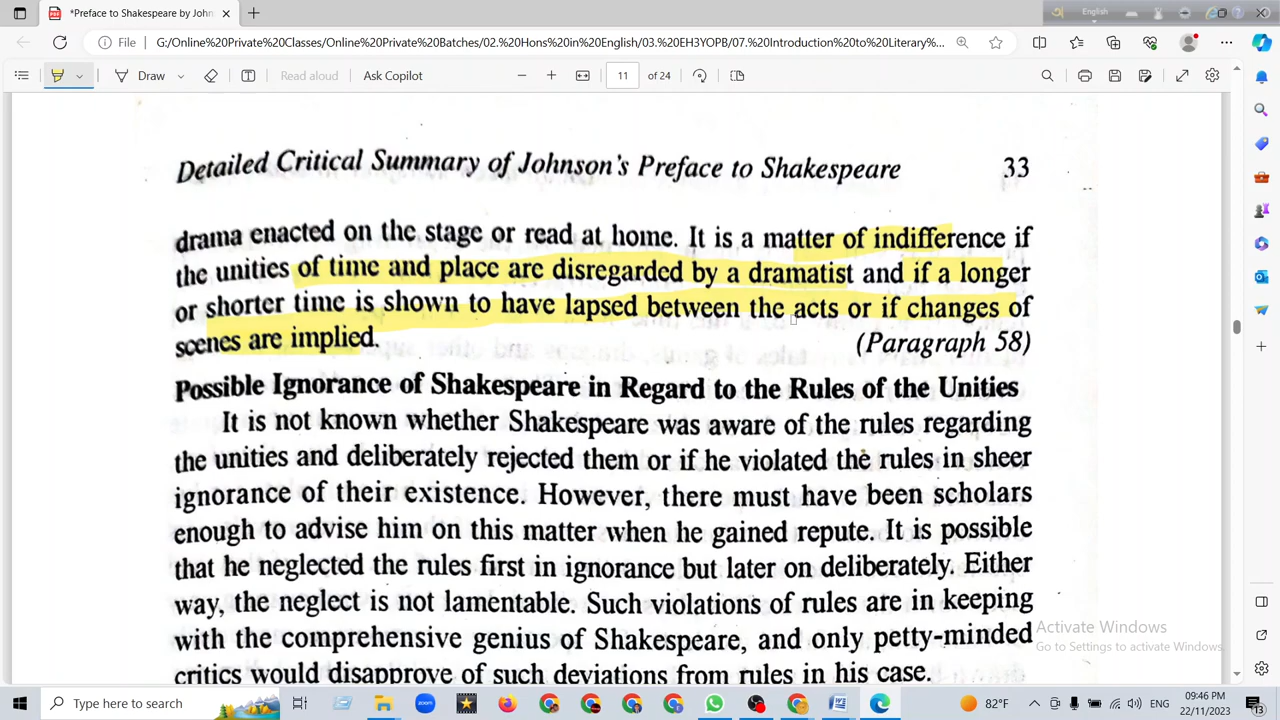 *Preface to Shakespeare by John
English
File
G:/Online%20Private%20Classes/Online%20Private%20Batches/02.%20Hons%20in%20English/03.%20EH3YOPB/07.%20Introduction%20to%20Literary%...
Draw
Read aloud
Ask Copilot
11 of 24
Detailed Critical Summary of Johnson's Preface to Shakespeare 33
drama enacted on the stage or read at home. It is a matter of indifference if
the unities of time and place are disregarded by a dramatist and if a longer
or shorter time is shown to have lapsed between the acts or if changes of
scenes are implied. (Paragraph 58)
Possible Ignorance of Shakespeare in Regard to the Rules of the Unities
It is not known whether Shakespeare was aware of the rules regarding
the unities and deliberately rejected them or if he violated the rules in sheer
ignorance of their existence. However, there must have been scholars
enough to advise him on this matter when he gained repute. It is possible
that he neglected the rules first in ignorance but later on deliberately. Either
way, the neglect is not lamentable. Such violations of rules are in keeping
with the comprehensive genius of Shakespeare, and only petty-minded
critics would disapprove of such deviations from rules in his case.
Activate Windows
Go to Settings to activate Windows.
Type here to search
zoom
82°F
ENG
09:46 PM
22/11/2023
13